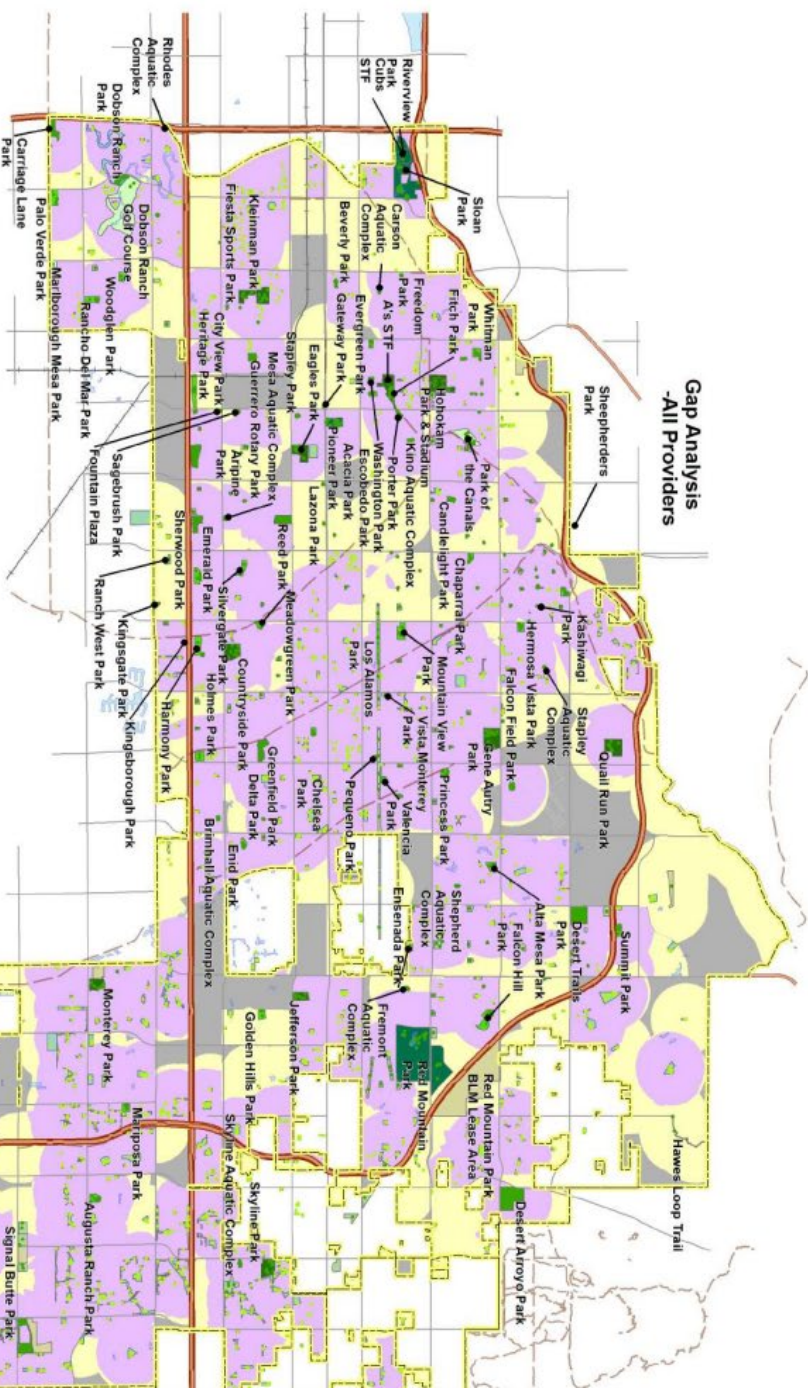 Gap Analysis
-All Providers
Sheepherders
Park
Hawes Loop Trail
Summit Park
Quail Run Park
Desert Trails
Park
Kashiwagi
Park
Stapley
Aquatic
Complex
Hermosa Vista Park
Falcon Field Park
Alta Mesa Park
Falcon Hill
Park
Red Mountain Park
BLM Lease Area
Desert Arroyo Park
Riverview
Park
Cubs
STF
Sloan
Park
Whitman
Park
Fitch Park
Park of
the Canals
Gene Autry
Park
Carson
Aquatic
Complex
Freedom
Park
A's STF
Hohokam
Park & Stadium
Candlelight Park
Chaparral Park
Princess Park
Shepherd
Aquatic
Complex
Red Mountain
Park
Kino Aquatic Complex
Porter Park
Mountain View
Park
Vista Monterey
Park
Valencia
Park
Ensenada Park
Fremont
Aquatic
Complex
Beverly Park
Evergreen Park
Gateway Park
Washington Park
Escobedo Park
Acacia Park
Pioneer Park
Los Alamos
Park
Pequeno Park
Eagles Park
Stapley Park
Lazona Park
Chelsea
Park
Jefferson Park
Kleinman Park
Fiesta Sports Park
Mesa Aquatic Complex
Guerrero Rotary Park
Reed Park
Meadowgreen Park
Greenfield Park
Delta Park
Golden Hills Park
Skyline Park
Skyline Aquatic Complex
City View Park
Heritage Park
Aripine
Park
Emerald Park
Silvergate Park
Countryside Park
Holmes Park
Enid Park
Brimhall Aquatic Complex
Rhodes
Aquatic
Complex
Dobson Ranch
Park
Dobson Ranch
Golf Course
Sherwood Park
Harmony Park
Kingsborough Park
Kingsgate Park
Ranch West Park
Woodglen Park
Rancho Del Mar Park
Sagebrush Park
Fountain Plaza
Monterey Park
Mariposa Park
Augusta Ranch Park
Carriage Lane
Park
Palo Verde Park
Marlborough Mesa Park
Signal Butte Park